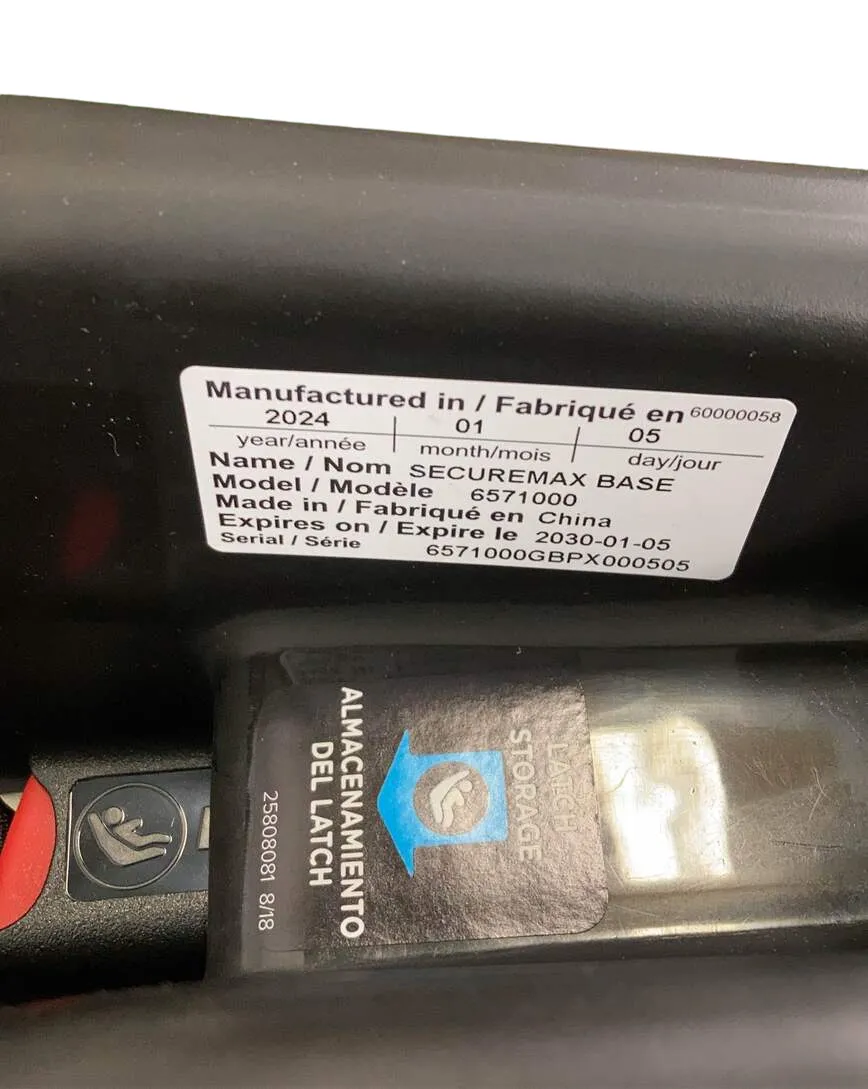 Manufactured in / Fabriqué en 60000058
2024 01 05
year/année month/mois day/jour
Name / Nom SECUREMAX BASE
Model / Modèle 6571000
Made in / Fabriqué en China
Expires on / Expire le 2030-01-05
Serial / Série 6571000GBPX000505
LATCH
STORAGE
ALMACENAMIENTO
DEL LATCH
25808081 8/18